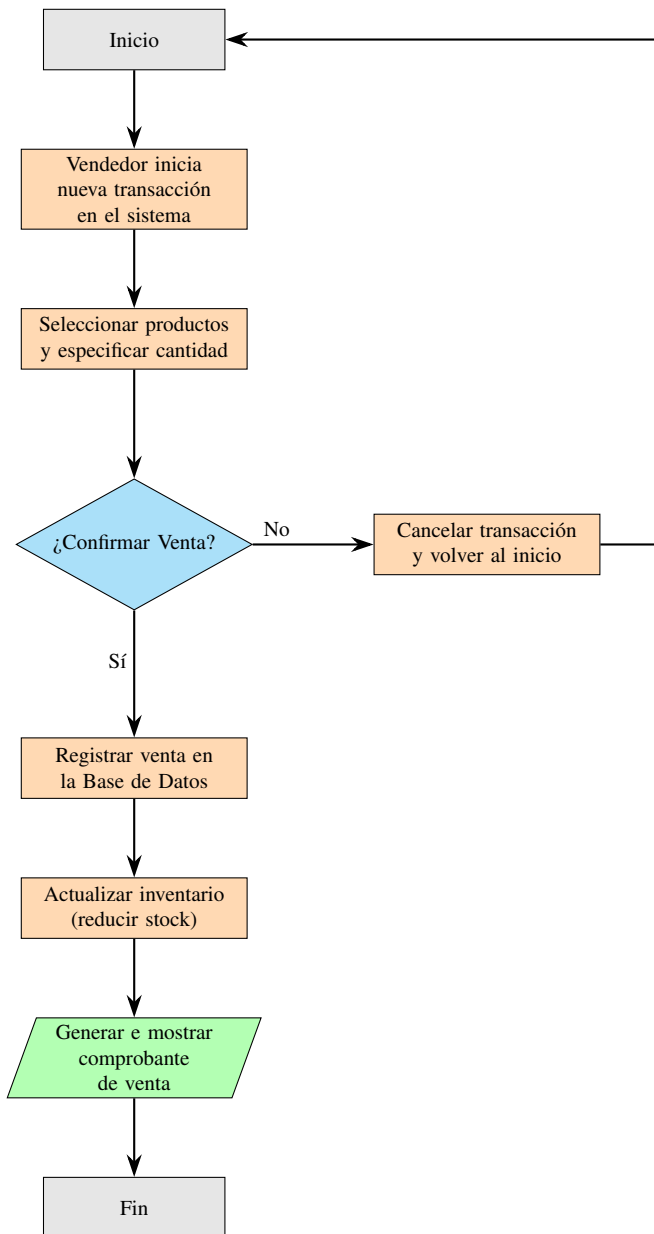 Inicio
Vendedor inicia
nueva transacción
en el sistema
Seleccionar productos
y especificar cantidad
¿Confirmar Venta?
No
Cancelar transacción
y volver al inicio
Sí
Registrar venta en
la Base de Datos
Actualizar inventario
(reducir stock)
Generar e mostrar
comprobante
de venta
Fin